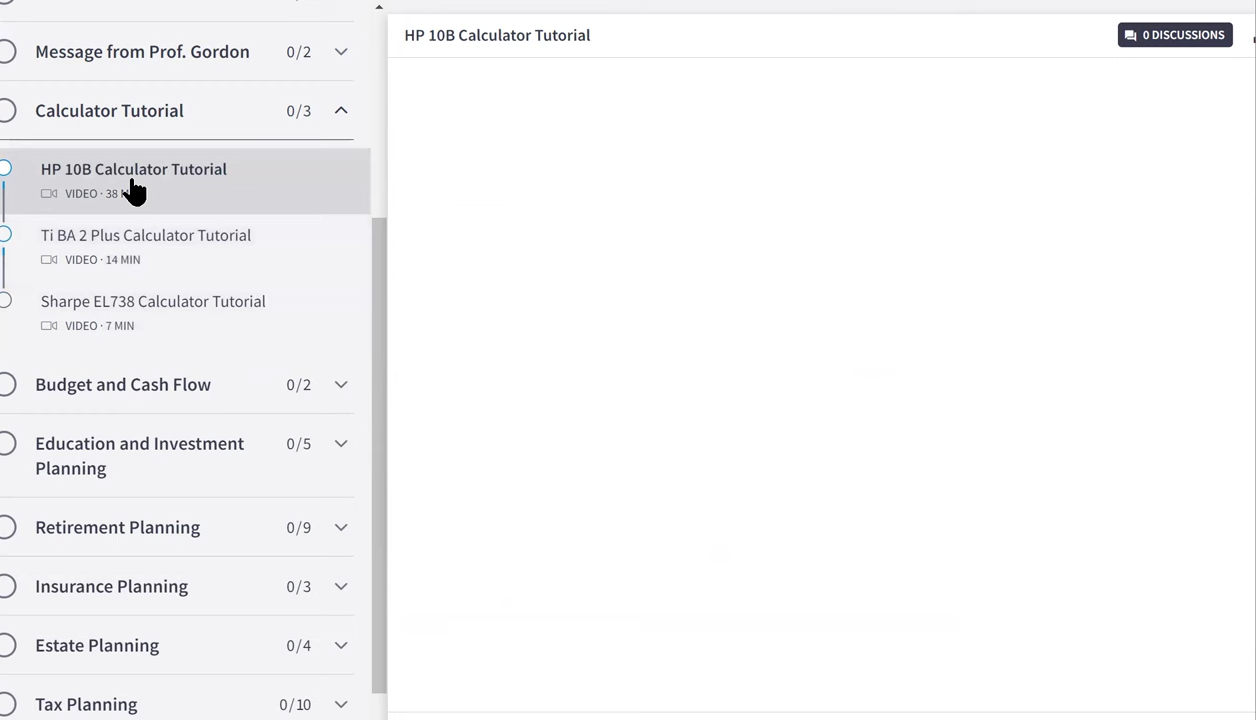 Message from Prof. Gordon 0/2
Calculator Tutorial 0/3
HP 10B Calculator Tutorial
VIDEO · 38
Ti BA 2 Plus Calculator Tutorial
VIDEO · 14 MIN
Sharpe EL738 Calculator Tutorial
VIDEO · 7 MIN
Budget and Cash Flow 0/2
Education and Investment 0/5
Planning
Retirement Planning 0/9
Insurance Planning 0/3
Estate Planning 0/4
Tax Planning 0/10
HP 10B Calculator Tutorial
0 DISCUSSIONS